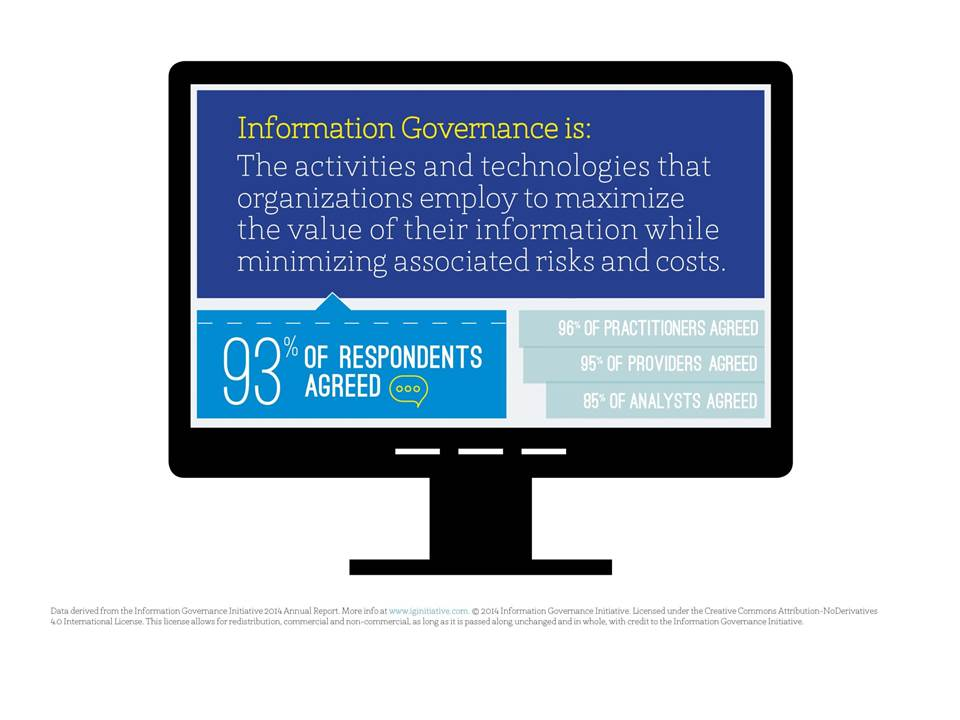 Information Governance is:
The activities and technologies that
organizations employ to maximize
the value of their information while
minimizing associated risks and costs.
93% OF RESPONDENTS
AGREED
96% OF PRACTITIONERS AGREED
95% OF PROVIDERS AGREED
85% OF ANALYSTS AGREED
Data derived from the Information Governance Initiative 2014 Annual Report. More info at www.iginitiative.com. © 2014 Information Governance Initiative. Licensed under the Creative Commons Attribution-NoDerivatives
4.0 International License. This license allows for redistribution, commercial and non-commercial, as long as it is passed along unchanged and in whole, with credit to the Information Governance Initiative.